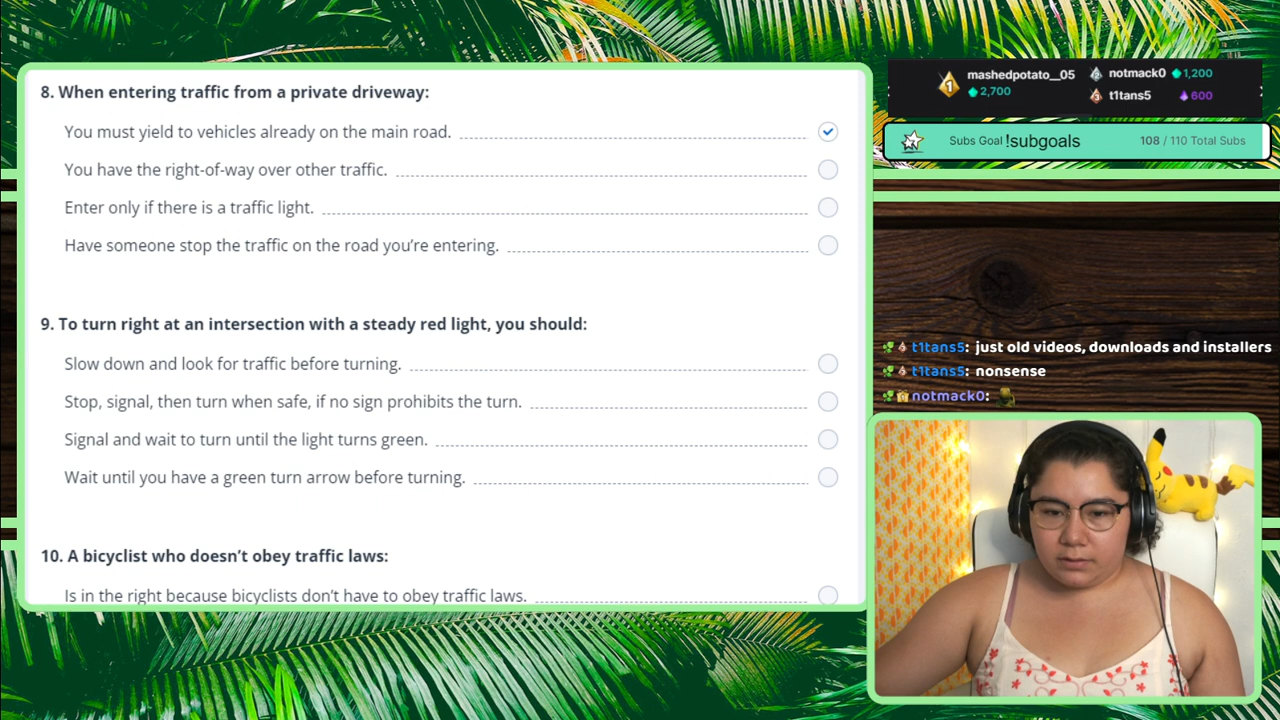 8. When entering traffic from a private driveway:
You must yield to vehicles already on the main road.
You have the right-of-way over other traffic.
Enter only if there is a traffic light.
Have someone stop the traffic on the road you’re entering.
9. To turn right at an intersection with a steady red light, you should:
Slow down and look for traffic before turning.
Stop, signal, then turn when safe, if no sign prohibits the turn.
Signal and wait to turn until the light turns green.
Wait until you have a green turn arrow before turning.
10. A bicyclist who doesn’t obey traffic laws:
Is in the right because bicyclists don’t have to obey traffic laws.
1 mashedpotato__05 2,700
notmack0 1,200
t1tans5 600
Subs Goal !subgoals 108 / 110 Total Subs
t1tans5: just old videos, downloads and installers
t1tans5: nonsense
notmack0: